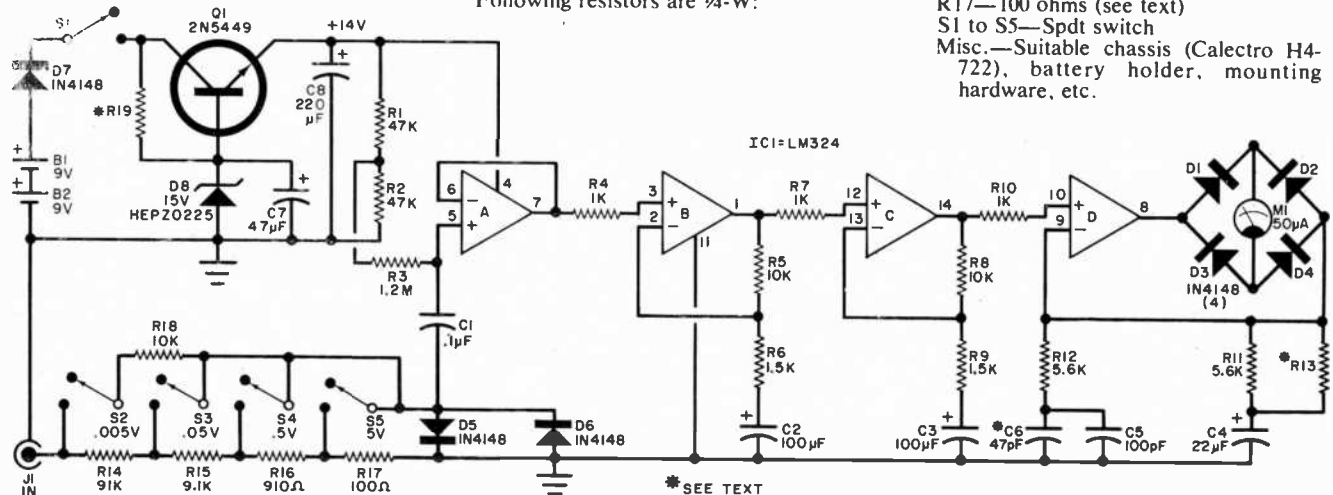 Following resistors are ¼-W:
R17—100 ohms (see text)
S1 to S5—Spdt switch
Misc.—Suitable chassis (Calectro H4-
722), battery holder, mounting
hardware, etc.
S1
D7
1N4148
B1
9V
B2
9V
*R19
Q1
2N5449
D8
15V
HEPZ0225
C7
47µF
+14V
C8
220
µF
R1
47K
R2
47K
R3
1.2M
C1
.1µF
6
5
4
7
A
R4
1K
IC1=LM324
3
2
1
11
B
R5
10K
R6
1.5K
C2
100µF
R7
1K
12
13
14
C
R8
10K
R9
1.5K
C3
100µF
R10
1K
10
9
8
D
D1
D2
M1
50µA
D3
1N4148
(4)
D4
R12
5.6K
R11
5.6K
*R13
*C6
47pF
C5
100pF
C4
22µF
R18
10K
S2
.005V
S3
.05V
S4
.5V
S5
5V
D5
1N4148
D6
1N4148
J1
IN
R14
91K
R15
9.1K
R16
910Ω
R17
100Ω
*SEE TEXT